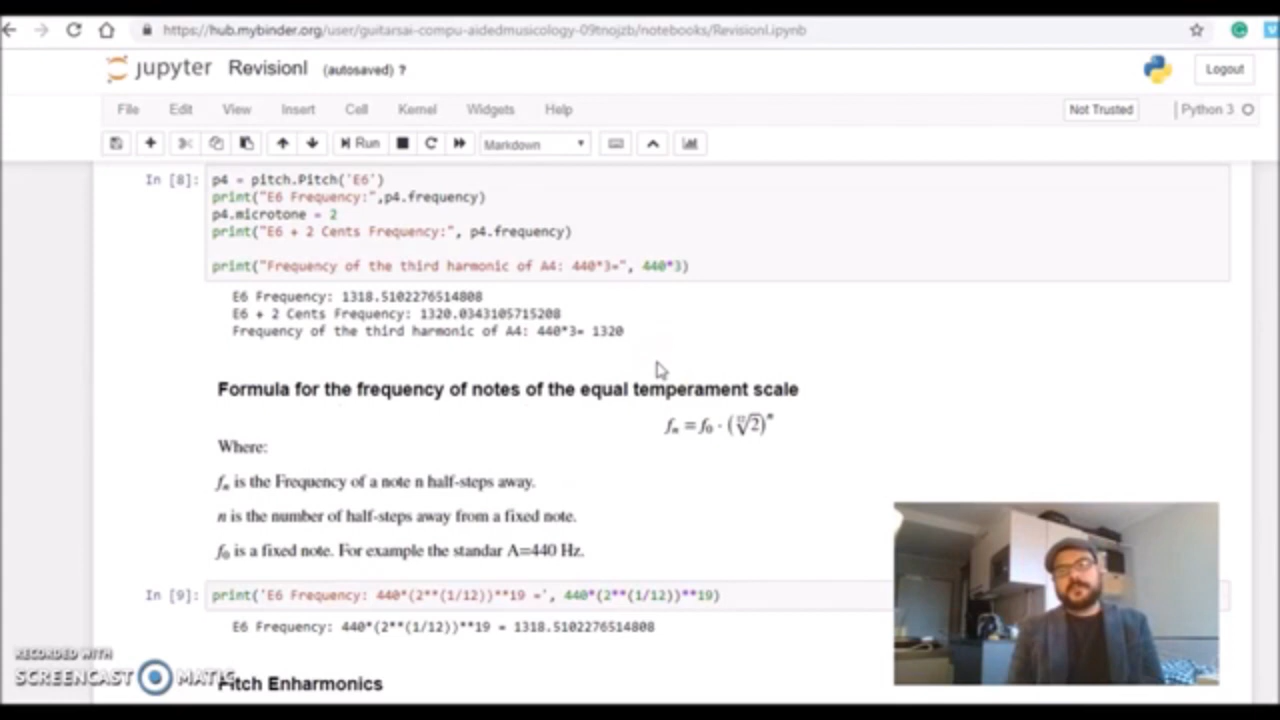 https://hub.mybinder.org/user/guitarsai-compu-aidedmusicology-09tnojzb/notebooks/RevisionI.ipynb
jupyter RevisionI (autosaved) ? Logout
File Edit View Insert Cell Kernel Widgets Help Not Trusted Python 3
Run Markdown
In [8]: p4 = pitch.Pitch('E6')
print("E6 Frequency:",p4.frequency)
p4.microtone = 2
print("E6 + 2 Cents Frequency:", p4.frequency)
print("Frequency of the third harmonic of A4: 440*3=", 440*3)
E6 Frequency: 1318.5102276514808
E6 + 2 Cents Frequency: 1320.0343105715208
Frequency of the third harmonic of A4: 440*3= 1320
Formula for the frequency of notes of the equal temperament scale
fₙ = f₀ · (¹²√2)ⁿ
Where:
fₙ is the Frequency of a note n half-steps away.
n is the number of half-steps away from a fixed note.
f₀ is a fixed note. For example the standar A=440 Hz.
In [9]: print('E6 Frequency: 440*(2**(1/12))**19 =', 440*(2**(1/12))**19)
E6 Frequency: 440*(2**(1/12))**19 = 1318.5102276514808
RECORDED WITH
SCREENCAST MATIC
Pitch Enharmonics